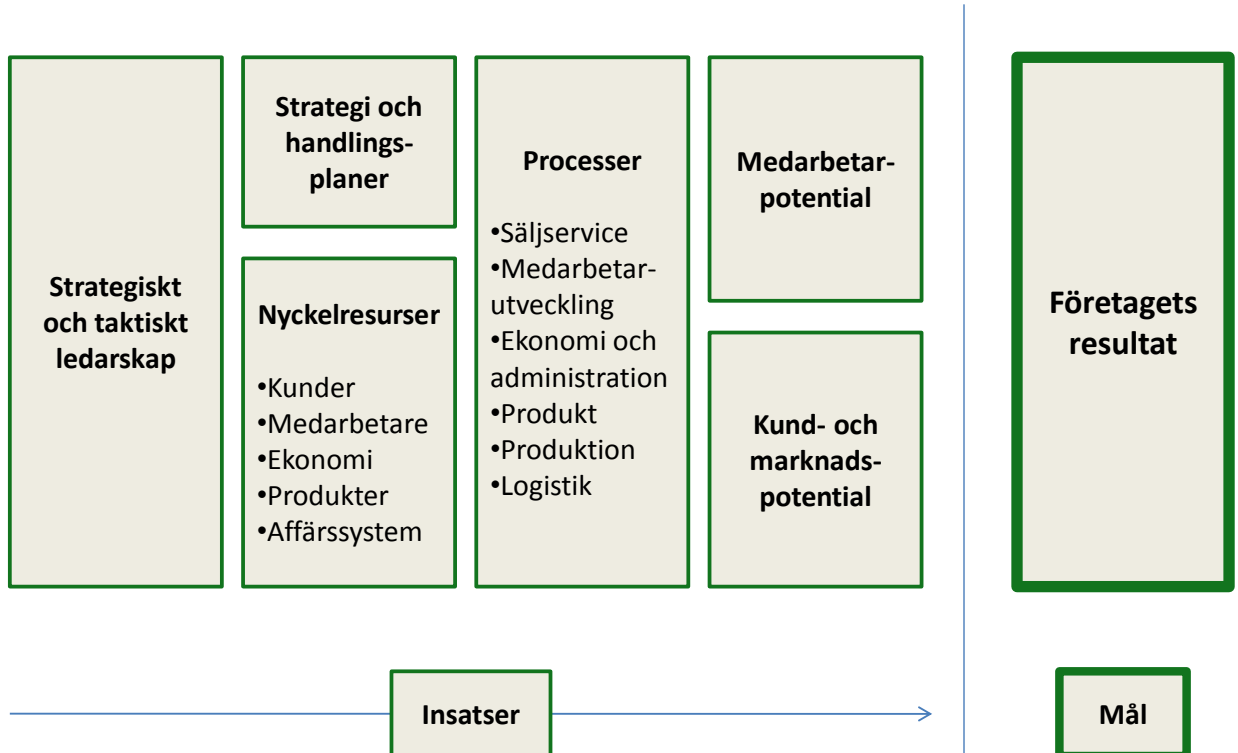 Strategiskt
och taktiskt
ledarskap
Strategi och
handlings-
planer
Nyckelresurser
•Kunder
•Medarbetare
•Ekonomi
•Produkter
•Affärssystem
Processer
•Säljservice
•Medarbetar-
utveckling
•Ekonomi och
administration
•Produkt
•Produktion
•Logistik
Medarbetar-
potential
Kund- och
marknads-
potential
Företagets
resultat
Insatser
Mål